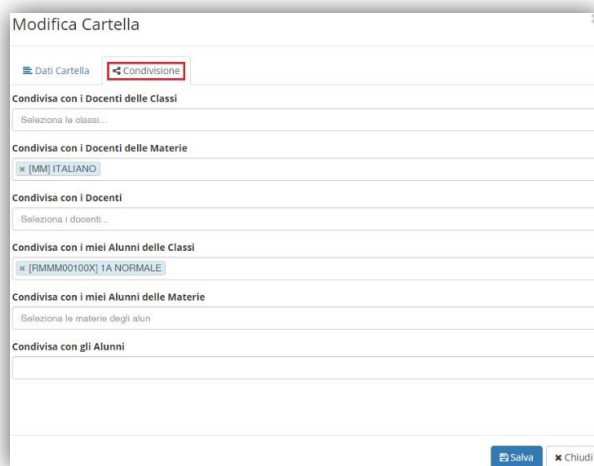 Modifica Cartella
Dati Cartella Condivisione
Condivisa con i Docenti delle Classi
Seleziona le classi...
Condivisa con i Docenti delle Materie
× [MM] ITALIANO
Condivisa con i Docenti
Seleziona i docenti...
Condivisa con i miei Alunni delle Classi
× [RMMM00100X] 1A NORMALE
Condivisa con i miei Alunni delle Materie
Seleziona le materie degli alun
Condivisa con gli Alunni
Salva × Chiudi